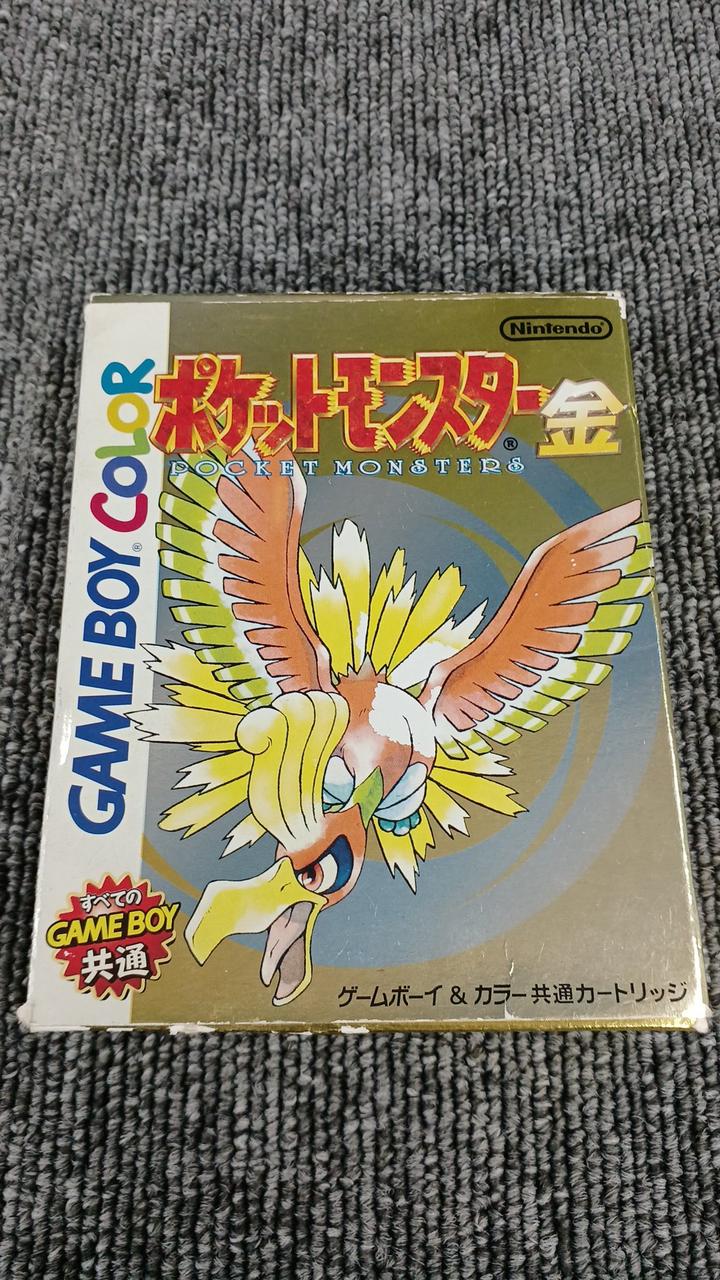 Nintendo®
ポケットモンスター®金
POCKET MONSTERS
GAME BOY® COLOR
すべての
GAME BOY
共通
ゲームボーイ & カラー共通カートリッジ